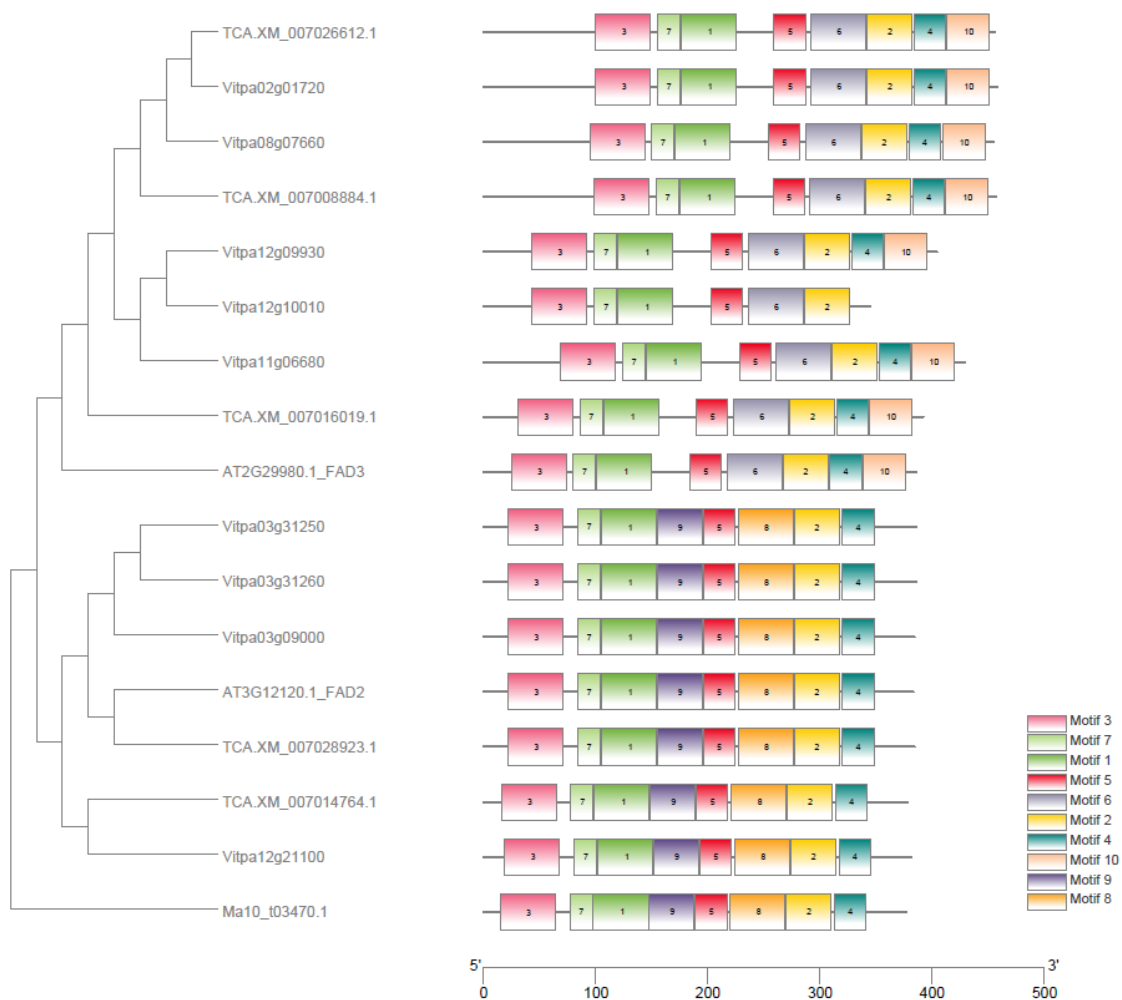 TCA.XM_007026612.1 3 7 1 5 6 2 4 10
Vitpa02g01720 3 7 1 5 6 2 4 10
Vitpa08g07660 3 7 1 5 6 2 4 10
TCA.XM_007008884.1 3 7 1 5 6 2 4 10
Vitpa12g09930 3 7 1 5 6 2 4 10
Vitpa12g10010 3 7 1 5 6 2
Vitpa11g06680 3 7 1 5 6 2 4 10
TCA.XM_007016019.1 3 7 1 5 6 2 4 10
AT2G29980.1_FAD3 3 7 1 5 6 2 4 10
Vitpa03g31250 3 7 1 9 5 8 2 4
Vitpa03g31260 3 7 1 9 5 8 2 4
Vitpa03g09000 3 7 1 9 5 8 2 4
AT3G12120.1_FAD2 3 7 1 9 5 8 2 4
TCA.XM_007028923.1 3 7 1 9 5 8 2 4
TCA.XM_007014764.1 3 7 1 9 5 8 2 4
Vitpa12g21100 3 7 1 9 5 8 2 4
Ma10_t03470.1 3 7 1 9 5 8 2 4
Motif 3
Motif 7
Motif 1
Motif 5
Motif 6
Motif 2
Motif 4
Motif 10
Motif 9
Motif 8
5' 3'
0 100 200 300 400 500